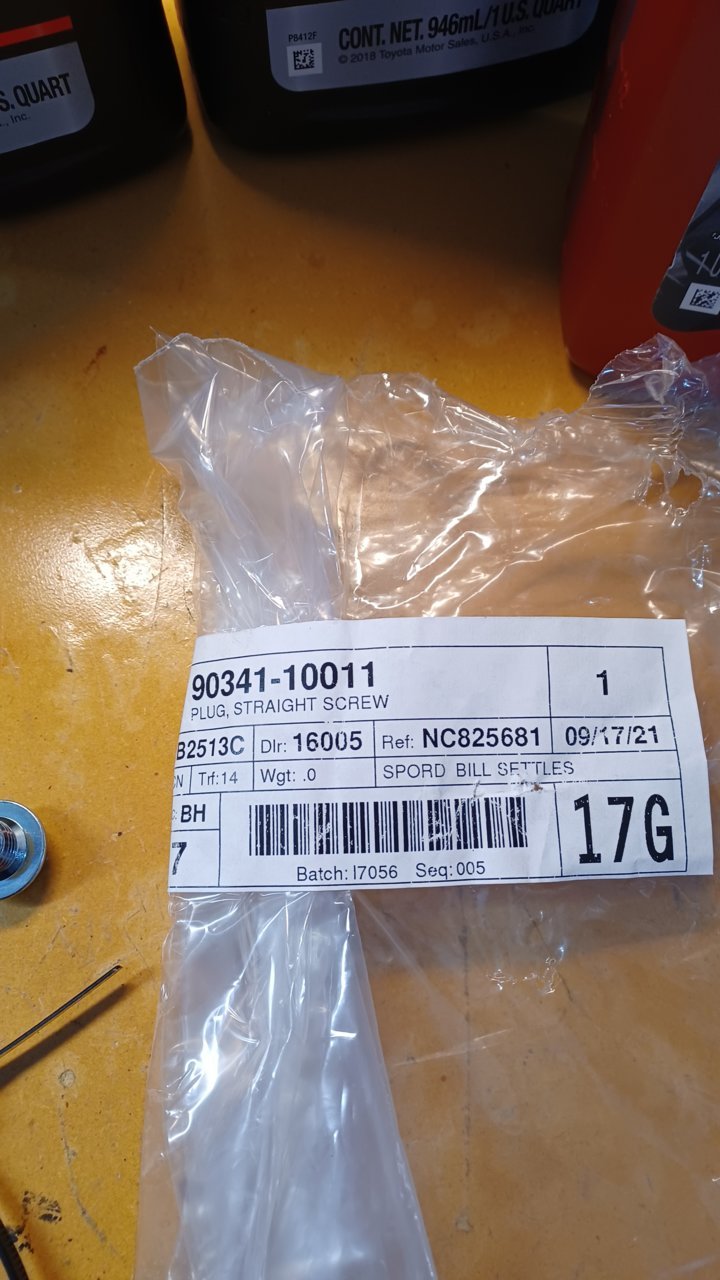 P8412F
CONT. NET. 946mL/1 U.S. QUART
© 2018 Toyota Motor Sales, U.S.A., Inc.
S. QUART
., Inc.
90341-10011
1
PLUG, STRAIGHT SCREW
B2513C
Dlr: 16005
Ref: NC825681
09/17/21
Trf:14
Wgt: .0
SPORD BILL SETTLES
BH
7
17G
Batch: I7056 Seq: 005